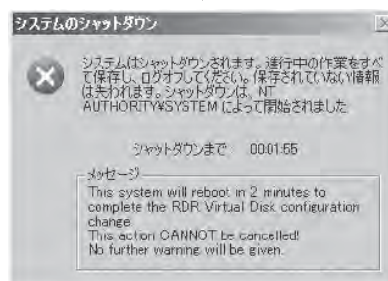 システムのシャットダウン
システムはシャットダウンされます。進行中の作業をすべ
て保存し、ログオフしてください。保存されていない情報
は失われます。シャットダウンは、NT
AUTHORITY¥SYSTEM によって開始されました
シャットダウンまで 00:01:55
メッセージ
This system will reboot in 2 minutes to
complete the RDR Virtual Disk configuration
change
This action CANNOT be cancelled!
No further warning will be given.